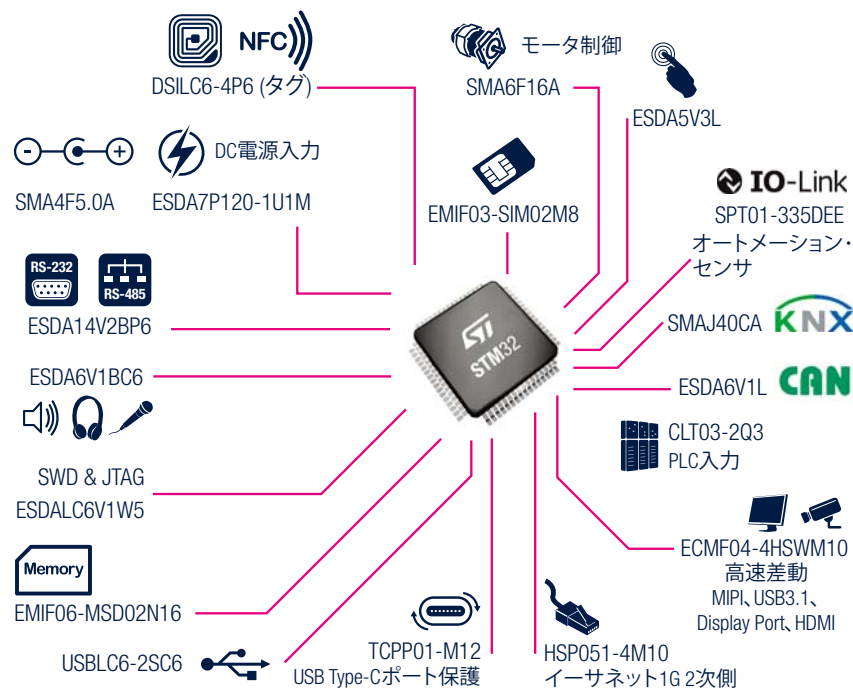 NFC
DSILC6-4P6 (タグ)
モータ制御
SMA6F16A
ESDA5V3L
DC電源入力
SMA4F5.0A
ESDA7P120-1U1M
EMIF03-SIM02M8
IO-Link
SPT01-335DEE
オートメーション・
センサ
RS-232
RS-485
ESDA14V2BP6
ST
STM32
SMAJ40CA
KNX
ESDA6V1BC6
ESDA6V1L
CAN
CLT03-2Q3
PLC入力
SWD & JTAG
ESDALC6V1W5
ECMF04-4HSWM10
高速差動
MIPI、USB3.1、
Display Port、HDMI
Memory
EMIF06-MSD02N16
USBLC6-2SC6
TCPP01-M12
USB Type-Cポート保護
HSP051-4M10
イーサネット1G 2次側